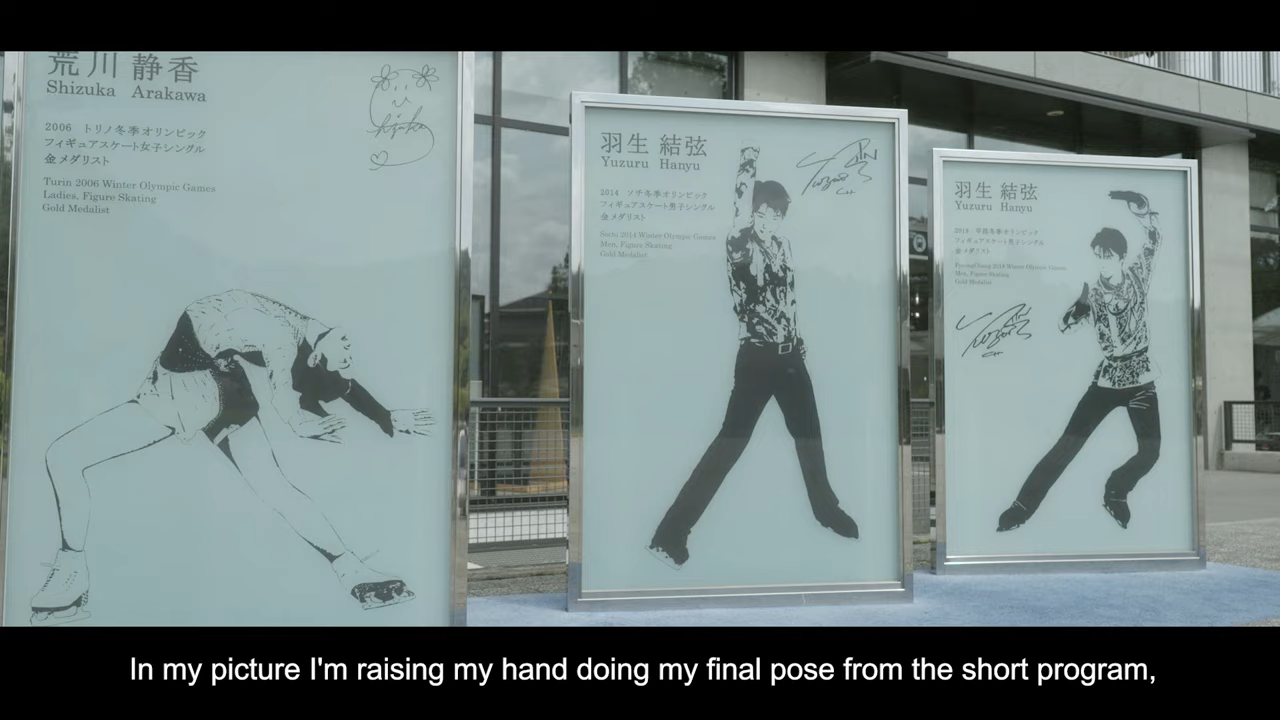 荒川 静香
Shizuka Arakawa
2006 トリノ冬季オリンピック
フィギュアスケート女子シングル
金メダリスト
Turin 2006 Winter Olympic Games
Ladies, Figure Skating
Gold Medalist
羽生 結弦
Yuzuru Hanyu
2014 ソチ冬季オリンピック
フィギュアスケート男子シングル
金メダリスト
Sochi 2014 Winter Olympic Games
Men, Figure Skating
Gold Medalist
羽生 結弦
Yuzuru Hanyu
2018 平昌冬季オリンピック
フィギュアスケート男子シングル
金メダリスト
PyeongChang 2018 Winter Olympic Games
Men, Figure Skating
Gold Medalist
In my picture I'm raising my hand doing my final pose from the short program,